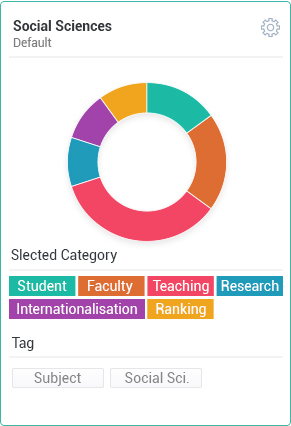 Social Sciences
Default
Slected Category
Student Faculty Teaching Research
Internationalisation Ranking
Tag
Subject Social Sci.